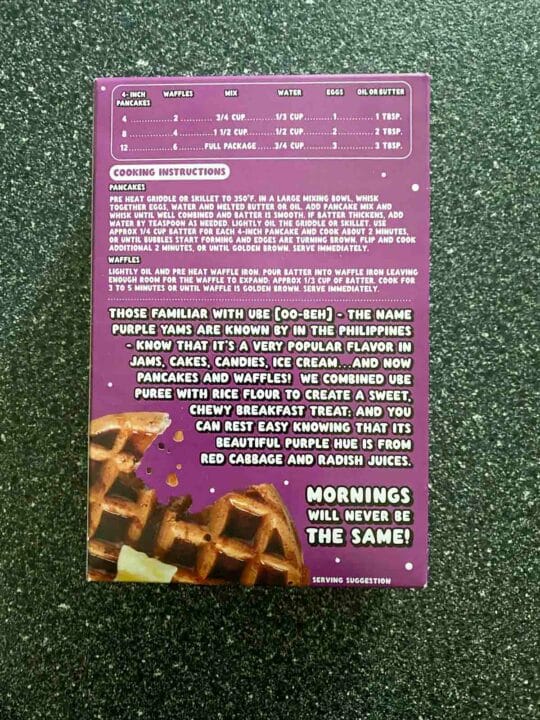 4-INCH PANCAKES WAFFLES MIX WATER EGGS OIL OR BUTTER
4 ........ 2 ........ 3/4 CUP ........ 1/3 CUP ........ 1 ........ 1 TBSP.
8 ........ 4 ........ 1 1/2 CUP ........ 1/2 CUP ........ 2 ........ 2 TBSP.
12 ........ 6 ........ FULL PACKAGE ........ 3/4 CUP ........ 3 ........ 3 TBSP.
COOKING INSTRUCTIONS
PANCAKES
PRE HEAT GRIDDLE OR SKILLET TO 350°F. IN A LARGE MIXING BOWL, WHISK
TOGETHER EGGS, WATER AND MELTED BUTTER OR OIL. ADD PANCAKE MIX AND
WHISK UNTIL WELL COMBINED AND BATTER IS SMOOTH. IF BATTER THICKENS, ADD
WATER BY TEASPOON AS NEEDED. LIGHTLY OIL THE GRIDDLE OR SKILLET. USE
APPROX 1/4 CUP BATTER FOR EACH 4-INCH PANCAKE AND COOK ABOUT 2 MINUTES,
OR UNTIL BUBBLES START FORMING AND EDGES ARE TURNING BROWN. FLIP AND COOK
ADDITIONAL 2 MINUTES, OR UNTIL GOLDEN BROWN. SERVE IMMEDIATELY.
WAFFLES
LIGHTLY OIL AND PRE HEAT WAFFLE IRON. POUR BATTER INTO WAFFLE IRON LEAVING
ENOUGH ROOM FOR THE WAFFLE TO EXPAND. APPROX 1/3 CUP OF BATTER. COOK FOR
3 TO 5 MINUTES OR UNTIL WAFFLE IS GOLDEN BROWN. SERVE IMMEDIATELY.
THOSE FAMILIAR WITH UBE [OO-BEH] - THE NAME
PURPLE YAMS ARE KNOWN BY IN THE PHILIPPINES
- KNOW THAT IT'S A VERY POPULAR FLAVOR IN
JAMS, CAKES, CANDIES, ICE CREAM...AND NOW
PANCAKES AND WAFFLES! WE COMBINED UBE
PUREE WITH RICE FLOUR TO CREATE A SWEET,
CHEWY BREAKFAST TREAT; AND YOU
CAN REST EASY KNOWING THAT ITS
BEAUTIFUL PURPLE HUE IS FROM
RED CABBAGE AND RADISH JUICES.
MORNINGS
WILL NEVER BE
THE SAME!
SERVING SUGGESTION